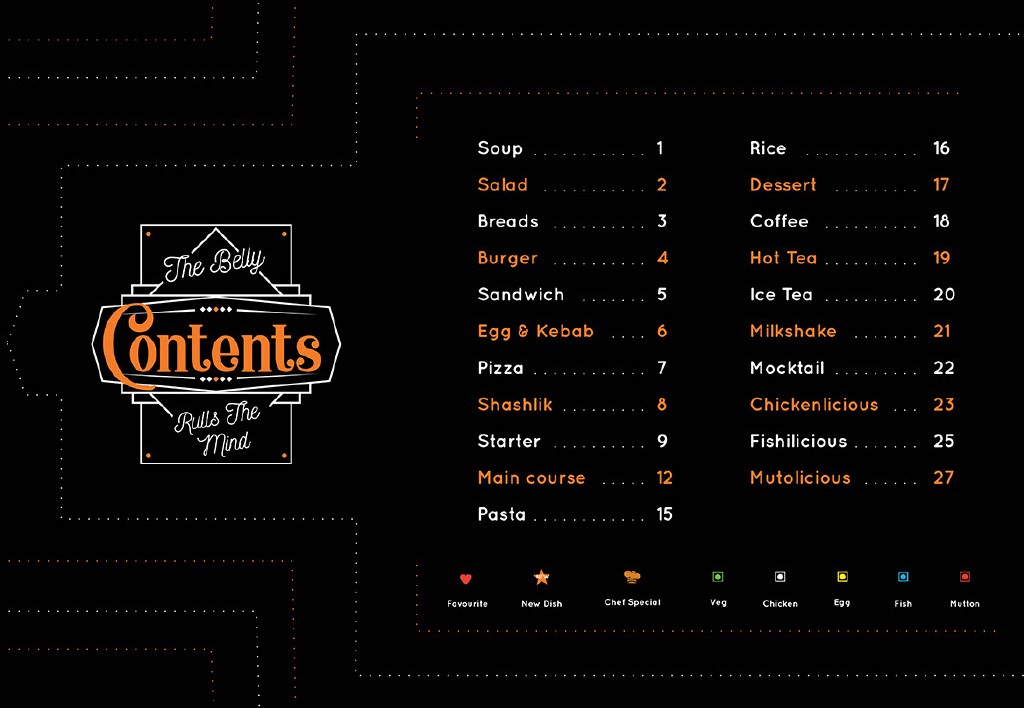 The Belly
Contents
Rulls The
Mind
Soup ............ 1
Salad ........... 2
Breads .......... 3
Burger .......... 4
Sandwich ........ 5
Egg & Kebab .... 6
Pizza ............ 7
Shashlik ......... 8
Starter .......... 9
Main course ..... 12
Pasta ............ 15
Rice ........... 16
Dessert ........ 17
Coffee .......... 18
Hot Tea ......... 19
Ice Tea .......... 20
Milkshake ...... 21
Mocktail ........ 22
Chickenlicious ... 23
Fishilicious ...... 25
Mutolicious ...... 27
Favourite
NEW
New Dish
Chef Special
Veg
Chicken
Egg
Fish
Mutton